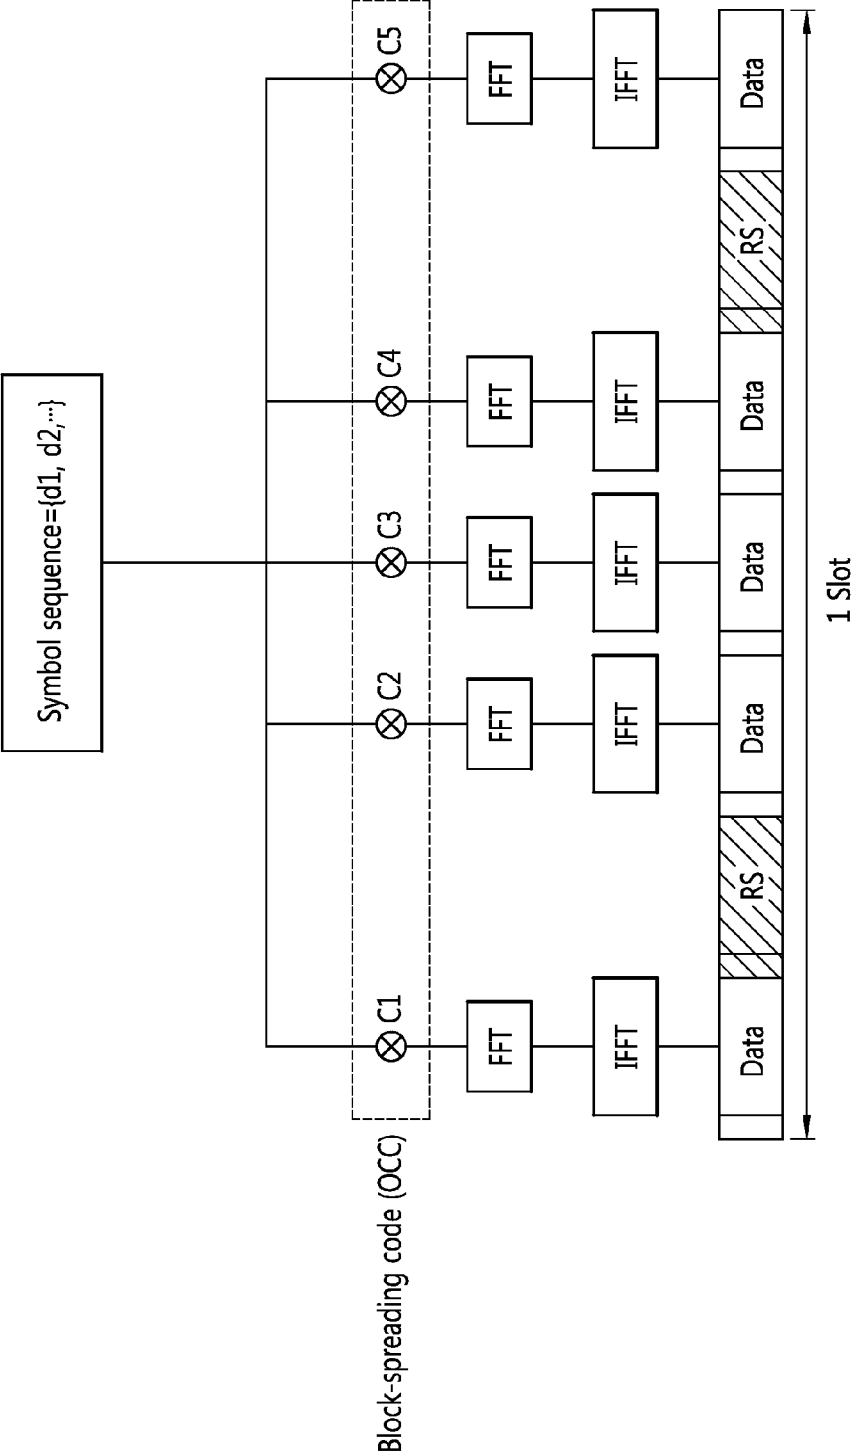 Symbol sequence={d1, d2,···}
Block-spreading code (OCC)
C1 C2 C3 C4 C5
FFT FFT FFT FFT FFT
IFFT IFFT IFFT IFFT IFFT
Data RS Data Data Data RS Data
1 Slot